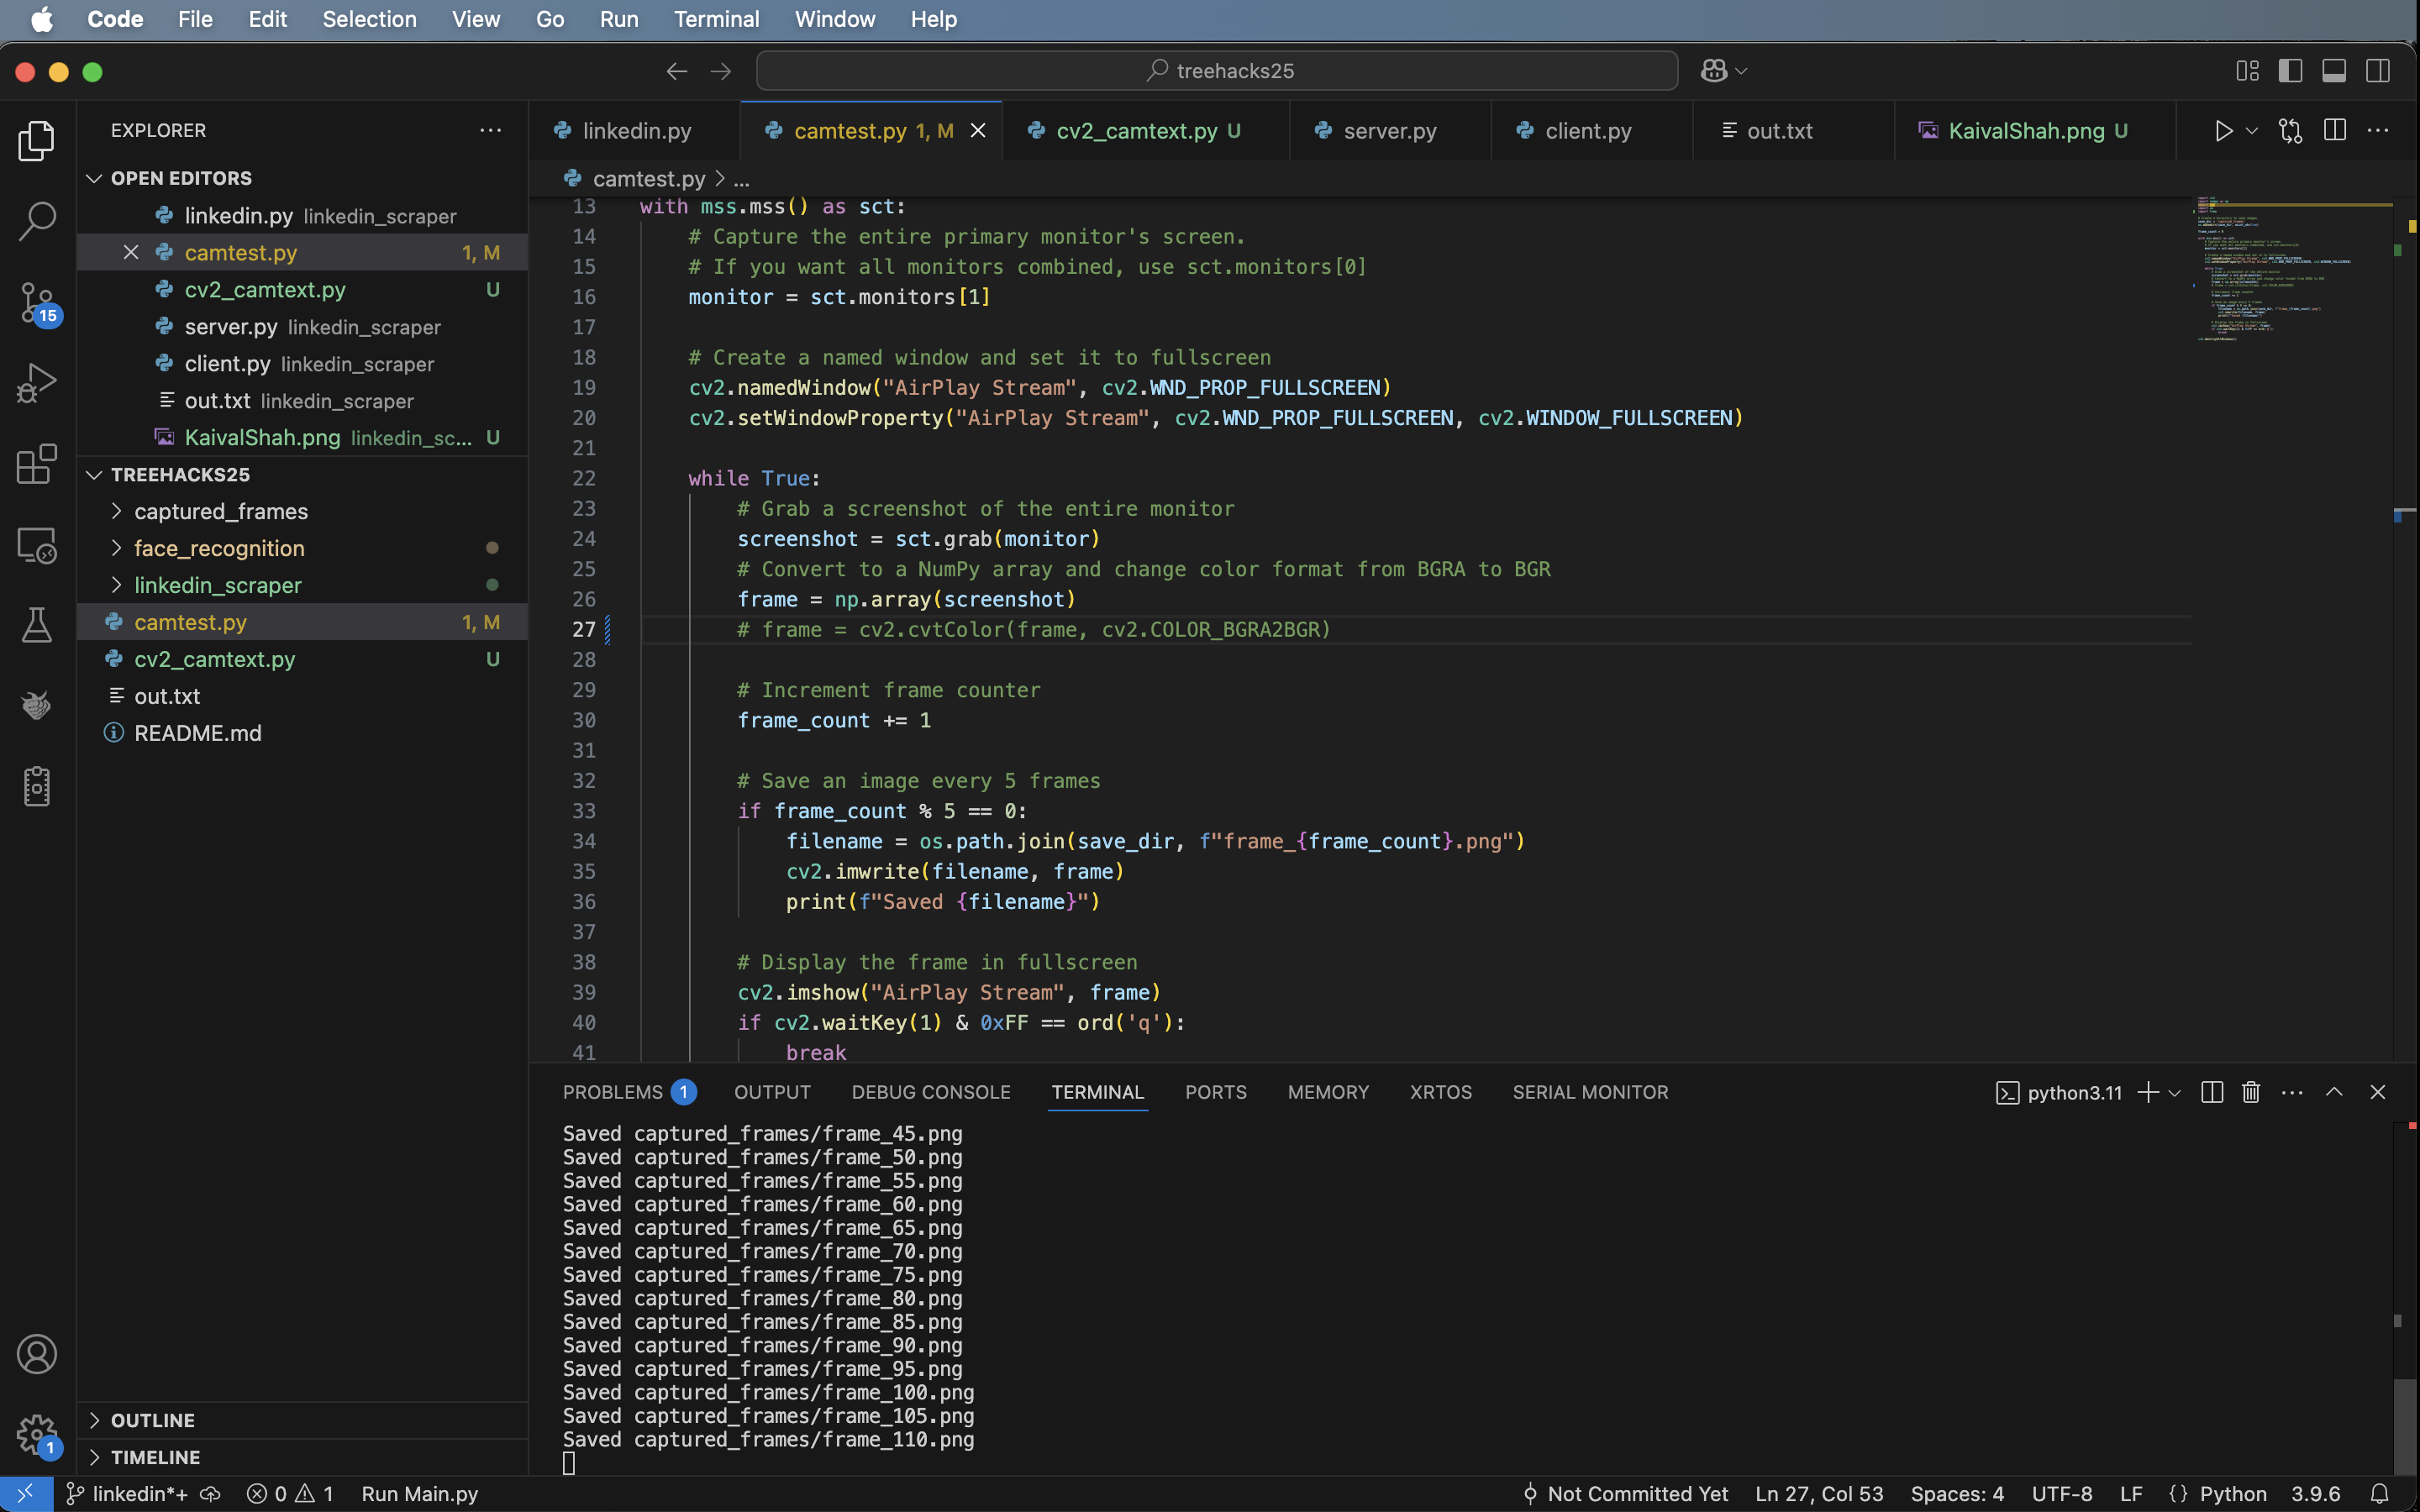 Code File Edit Selection View Go Run Terminal Window Help
treehacks25
EXPLORER
OPEN EDITORS
linkedin.py linkedin_scraper
camtest.py 1, M
cv2_camtext.py U
server.py linkedin_scraper
client.py linkedin_scraper
out.txt linkedin_scraper
KaivalShah.png linkedin_sc... U
TREEHACKS25
captured_frames
face_recognition
linkedin_scraper
camtest.py 1, M
cv2_camtext.py U
out.txt
README.md
OUTLINE
TIMELINE
15
1
linkedin.py camtest.py 1, M cv2_camtext.py U server.py client.py out.txt KaivalShah.png U
camtest.py > ...
13 with mss.mss() as sct:
14 # Capture the entire primary monitor's screen.
15 # If you want all monitors combined, use sct.monitors[0]
16 monitor = sct.monitors[1]
17
18 # Create a named window and set it to fullscreen
19 cv2.namedWindow("AirPlay Stream", cv2.WND_PROP_FULLSCREEN)
20 cv2.setWindowProperty("AirPlay Stream", cv2.WND_PROP_FULLSCREEN, cv2.WINDOW_FULLSCREEN)
21
22 while True:
23 # Grab a screenshot of the entire monitor
24 screenshot = sct.grab(monitor)
25 # Convert to a NumPy array and change color format from BGRA to BGR
26 frame = np.array(screenshot)
27 # frame = cv2.cvtColor(frame, cv2.COLOR_BGRA2BGR)
28
29 # Increment frame counter
30 frame_count += 1
31
32 # Save an image every 5 frames
33 if frame_count % 5 == 0:
34 filename = os.path.join(save_dir, f"frame_{frame_count}.png")
35 cv2.imwrite(filename, frame)
36 print(f"Saved {filename}")
37
38 # Display the frame in fullscreen
39 cv2.imshow("AirPlay Stream", frame)
40 if cv2.waitKey(1) & 0xFF == ord('q'):
41 break
PROBLEMS 1 OUTPUT DEBUG CONSOLE TERMINAL PORTS MEMORY XRTOS SERIAL MONITOR python3.11
Saved captured_frames/frame_45.png
Saved captured_frames/frame_50.png
Saved captured_frames/frame_55.png
Saved captured_frames/frame_60.png
Saved captured_frames/frame_65.png
Saved captured_frames/frame_70.png
Saved captured_frames/frame_75.png
Saved captured_frames/frame_80.png
Saved captured_frames/frame_85.png
Saved captured_frames/frame_90.png
Saved captured_frames/frame_95.png
Saved captured_frames/frame_100.png
Saved captured_frames/frame_105.png
Saved captured_frames/frame_110.png
linkedin*+ 0 1 Run Main.py Not Committed Yet Ln 27, Col 53 Spaces: 4 UTF-8 LF {} Python 3.9.6